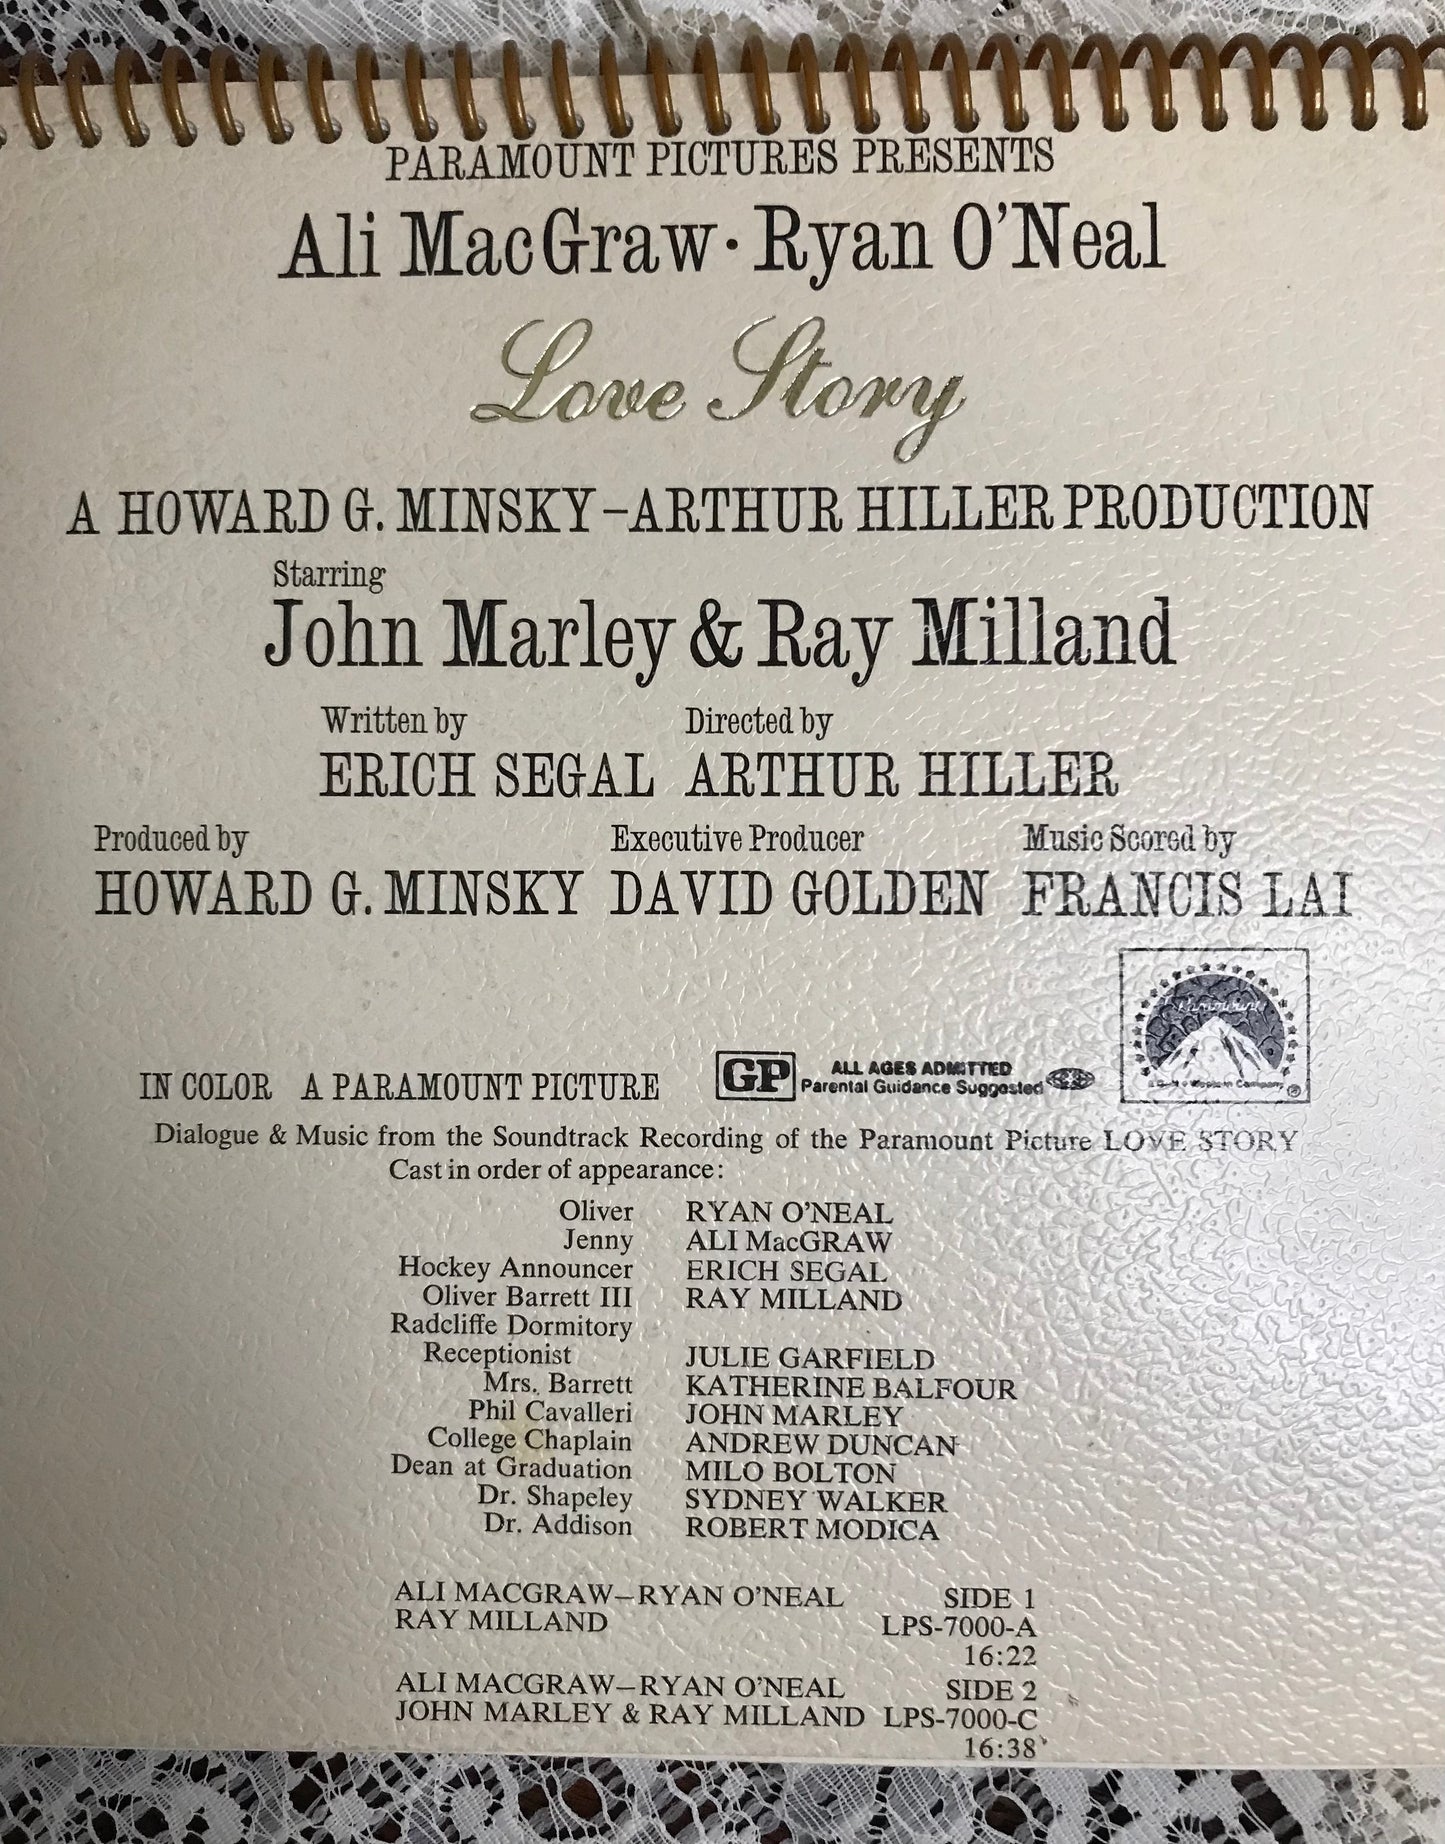 PARAMOUNT PICTURES PRESENTS
Ali MacGraw · Ryan O'Neal
Love Story
A HOWARD G. MINSKY–ARTHUR HILLER PRODUCTION
Starring
John Marley & Ray Milland
Written by Directed by
ERICH SEGAL ARTHUR HILLER
Produced by Executive Producer Music Scored by
HOWARD G. MINSKY DAVID GOLDEN FRANCIS LAI
Paramount
A Gulf + Western Company ®
IN COLOR A PARAMOUNT PICTURE
GP ALL AGES ADMITTED
Parental Guidance Suggested
Dialogue & Music from the Soundtrack Recording of the Paramount Picture LOVE STORY
Cast in order of appearance:
Oliver RYAN O'NEAL
Jenny ALI MacGRAW
Hockey Announcer ERICH SEGAL
Oliver Barrett III RAY MILLAND
Radcliffe Dormitory
Receptionist JULIE GARFIELD
Mrs. Barrett KATHERINE BALFOUR
Phil Cavalleri JOHN MARLEY
College Chaplain ANDREW DUNCAN
Dean at Graduation MILO BOLTON
Dr. Shapeley SYDNEY WALKER
Dr. Addison ROBERT MODICA
ALI MACGRAW–RYAN O'NEAL SIDE 1
RAY MILLAND LPS-7000-A
16:22
ALI MACGRAW–RYAN O'NEAL SIDE 2
JOHN MARLEY & RAY MILLAND LPS-7000-C
16:38